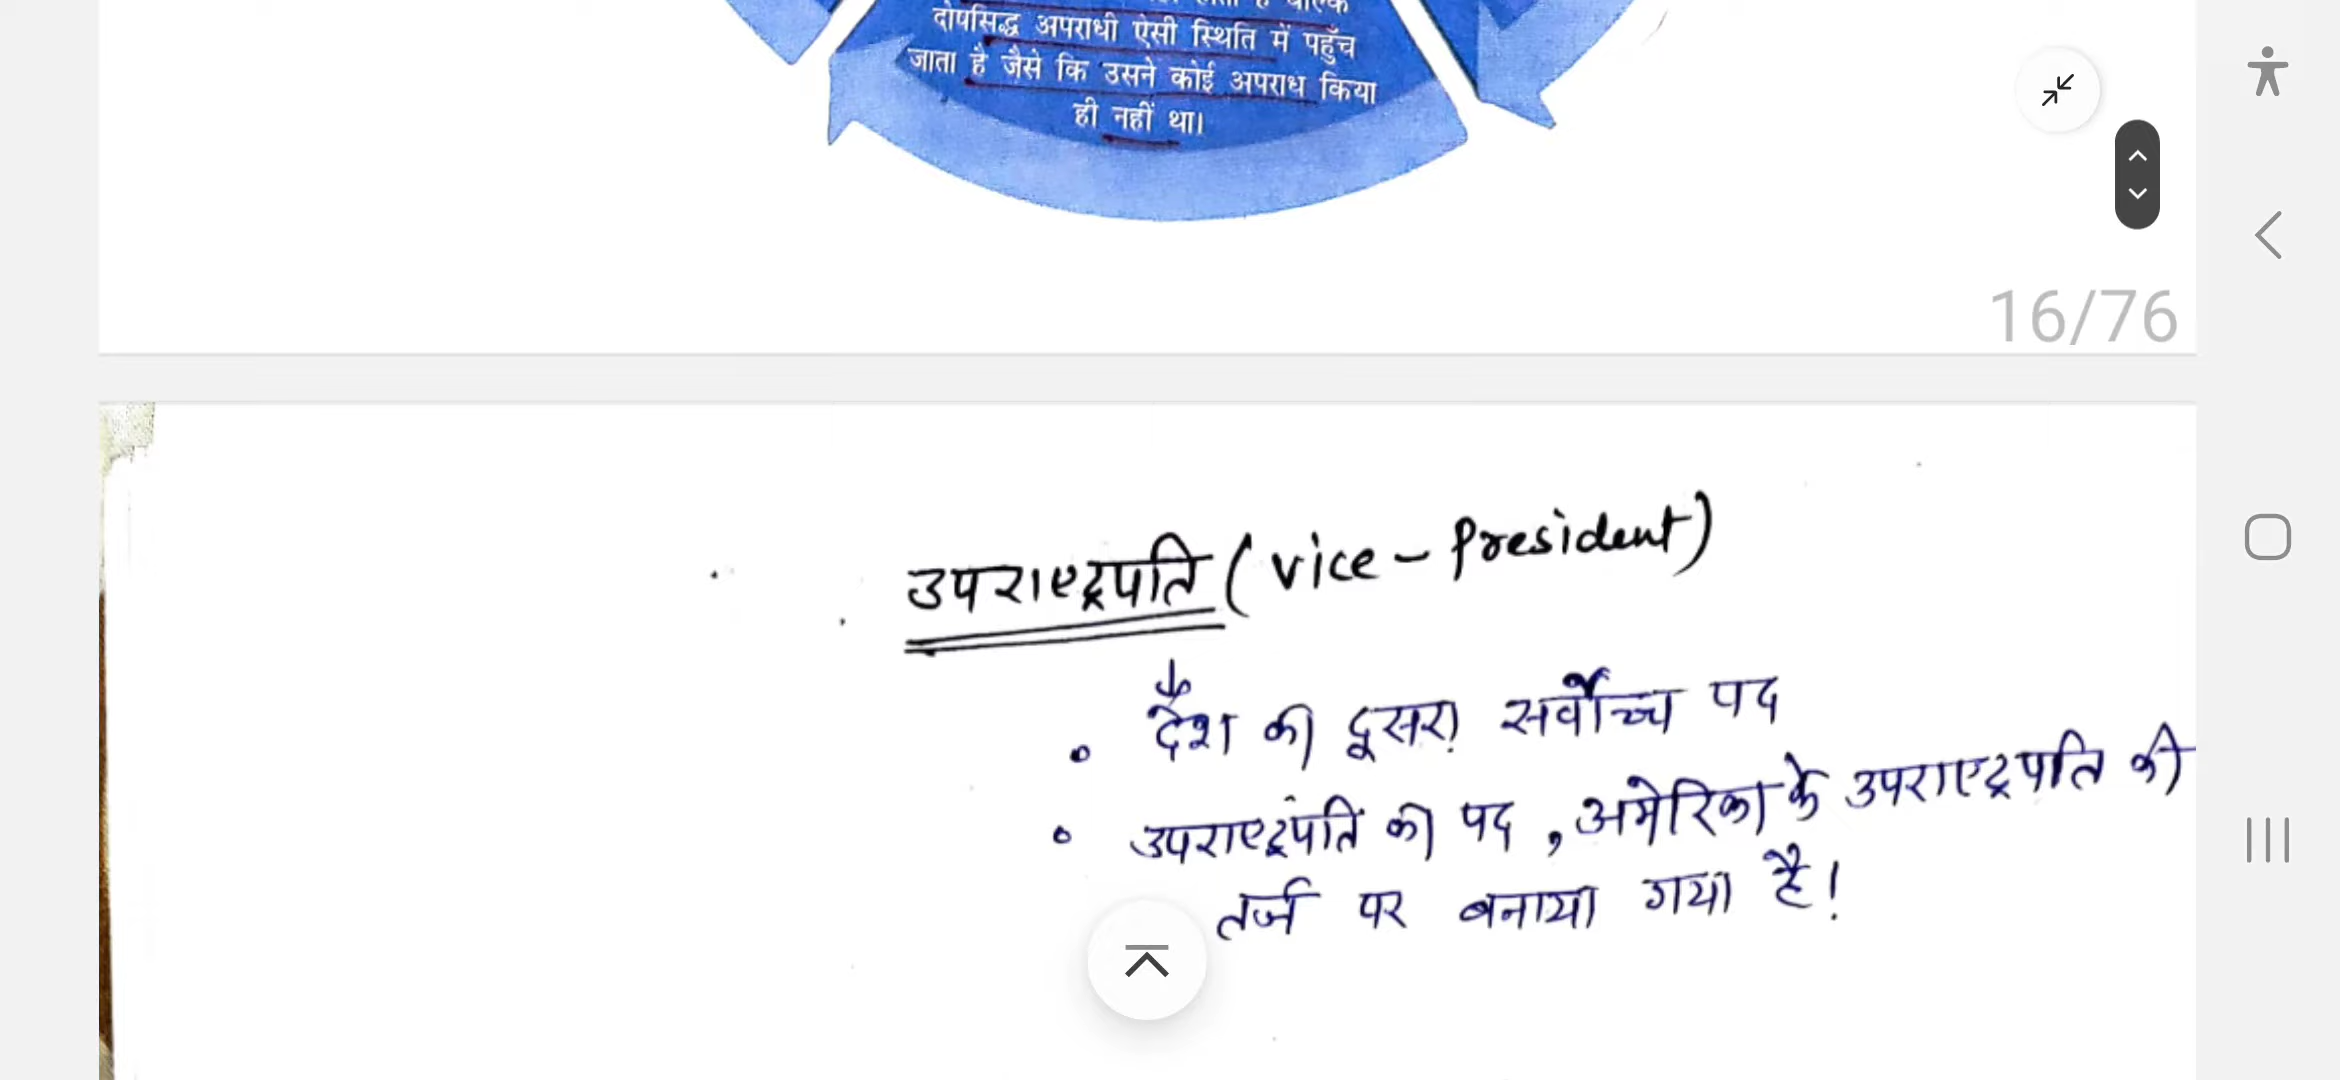 दोषसिद्ध अपराधी ऐसी स्थिति में पहुँच
जाता है जैसे कि उसने कोई अपराध किया
ही नहीं था।
16/76
उपराष्ट्रपति (vice-President)
देश का दूसरा सर्वोच्च पद
उपराष्ट्रपति का पद, अमेरिका के उपराष्ट्रपति की
तर्ज पर बनाया गया है!